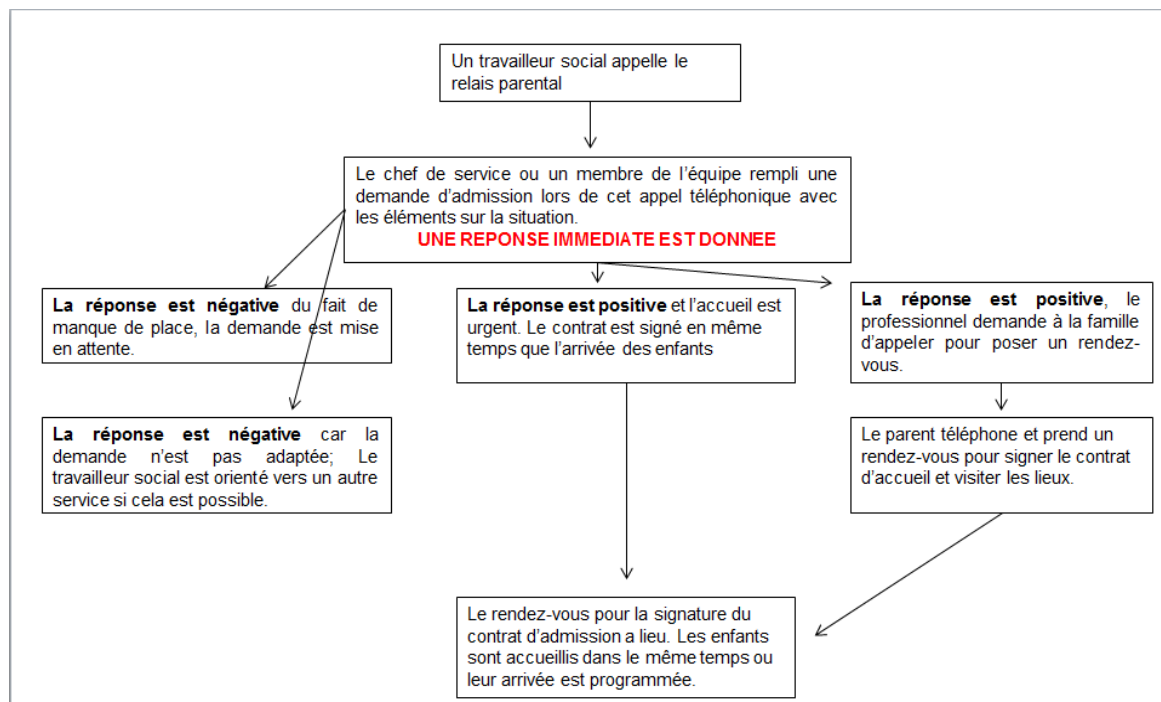 Un travailleur social appelle le
relais parental
Le chef de service ou un membre de l'équipe rempli une
demande d'admission lors de cet appel téléphonique avec
les éléments sur la situation.
UNE REPONSE IMMEDIATE EST DONNEE
La réponse est négative du fait de
manque de place, la demande est mise
en attente.
La réponse est positive et l'accueil est
urgent. Le contrat est signé en même
temps que l'arrivée des enfants
La réponse est positive, le
professionnel demande à la famille
d'appeler pour poser un rendez-
vous.
La réponse est négative car la
demande n'est pas adaptée; Le
travailleur social est orienté vers un autre
service si cela est possible.
Le parent téléphone et prend un
rendez-vous pour signer le contrat
d'accueil et visiter les lieux.
Le rendez-vous pour la signature du
contrat d'admission a lieu. Les enfants
sont accueillis dans le même temps ou
leur arrivée est programmée.